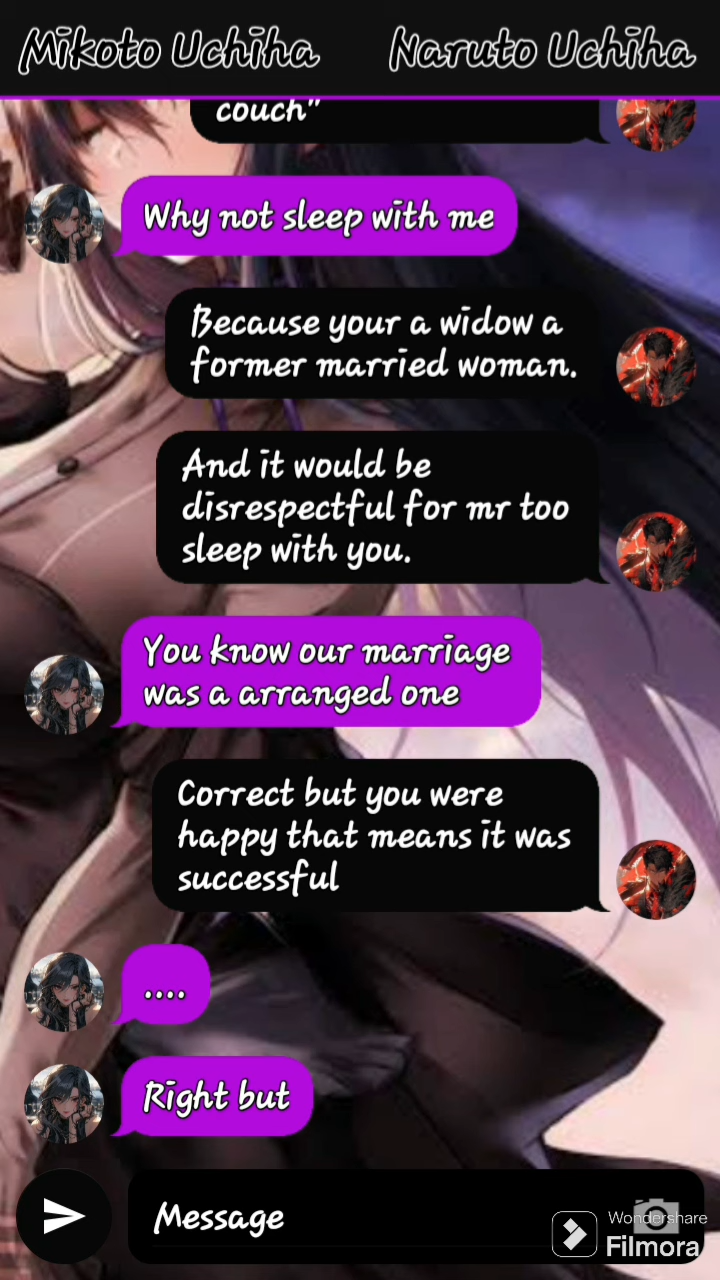 Mikoto Uchiha Naruto Uchiha
couch"
Why not sleep with me
Because your a widow a
former married woman.
And it would be
disrespectful for mr too
sleep with you.
You know our marriage
was a arranged one
Correct but you were
happy that means it was
successful
....
Right but
Message
Wondershare
Filmora